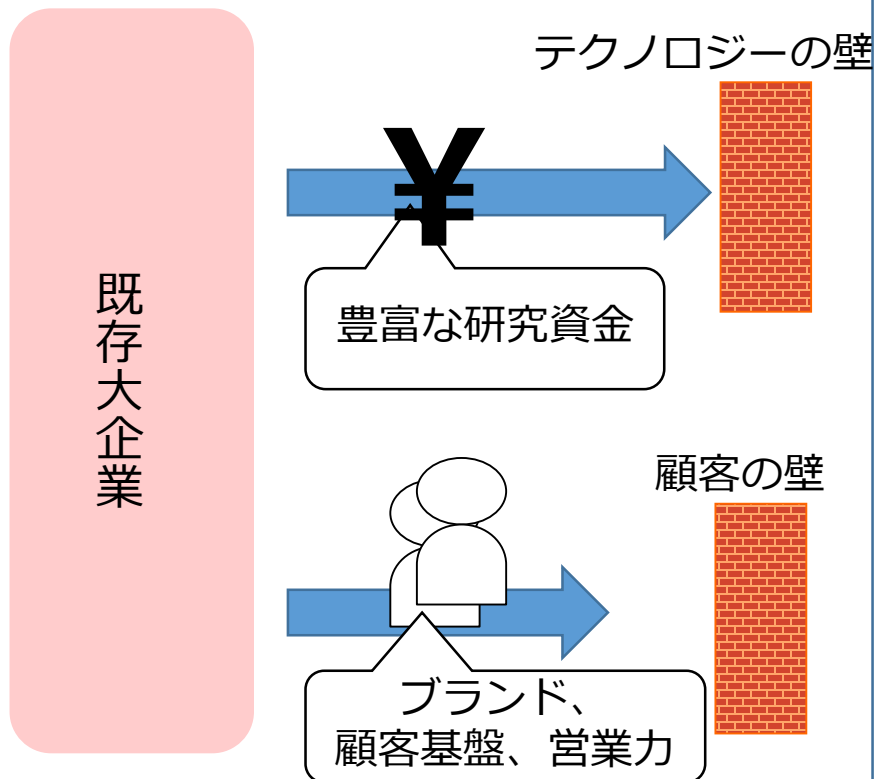 テクノロジーの壁
¥
豊富な研究資金
既存大企業
顧客の壁
ブランド、
顧客基盤、営業力